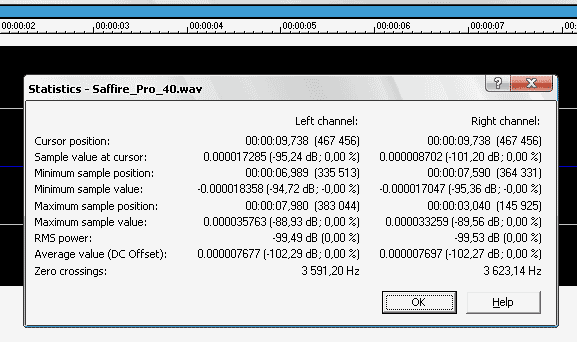 00:00:02 00:00:03 00:00:04 00:00:05 00:00:06 00:00:07 00:0
Statistics - Saffire_Pro_40.wav
Left channel: Right channel:
Cursor position: 00:00:09,738 (467 456) 00:00:09,738 (467 456)
Sample value at cursor: 0.000017285 (-95,24 dB; 0,00 %) 0.000008702 (-101,20 dB; 0,00 %)
Minimum sample position: 00:00:06,989 (335 513) 00:00:07,590 (364 331)
Minimum sample value: -0.000018358 (-94,72 dB; -0,00 %) -0.000017047 (-95,36 dB; -0,00 %)
Maximum sample position: 00:00:07,980 (383 044) 00:00:03,040 (145 925)
Maximum sample value: 0.000035763 (-88,93 dB; 0,00 %) 0.000033259 (-89,56 dB; 0,00 %)
RMS power: -99,49 dB (0,00 %) -99,53 dB (0,00 %)
Average value (DC Offset): 0.000007677 (-102,29 dB; 0,00 %) 0.000007697 (-102,27 dB; 0,00 %)
Zero crossings: 3 591,20 Hz 3 623,14 Hz
OK Help